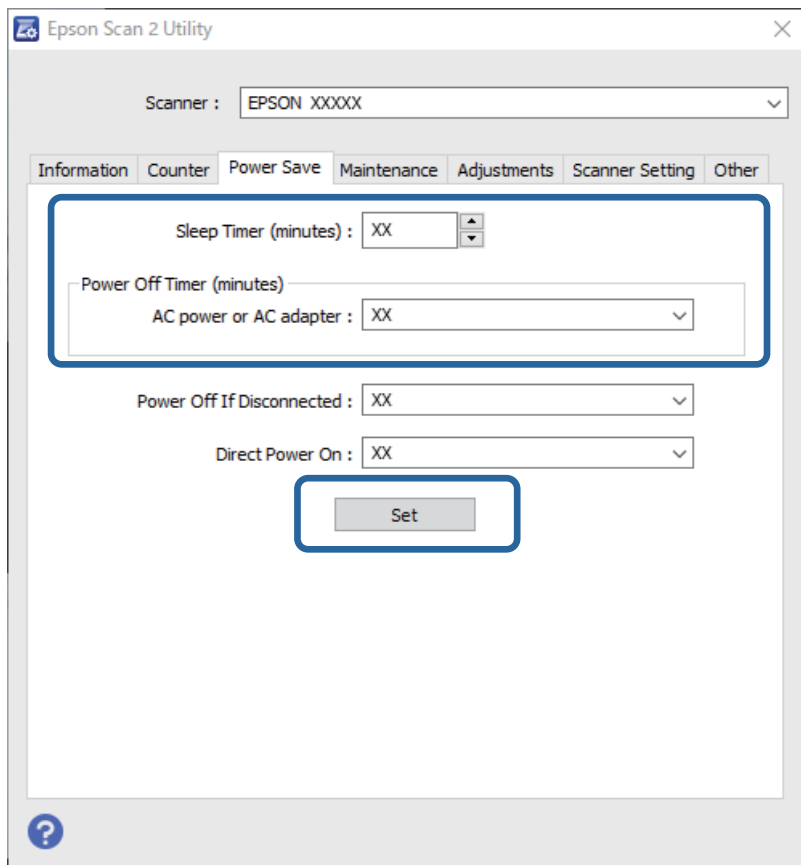 Epson Scan 2 Utility
Scanner : EPSON XXXXX
Information Counter Power Save Maintenance Adjustments Scanner Setting Other
Sleep Timer (minutes) : XX
Power Off Timer (minutes)
AC power or AC adapter : XX
Power Off If Disconnected : XX
Direct Power On : XX
Set
?